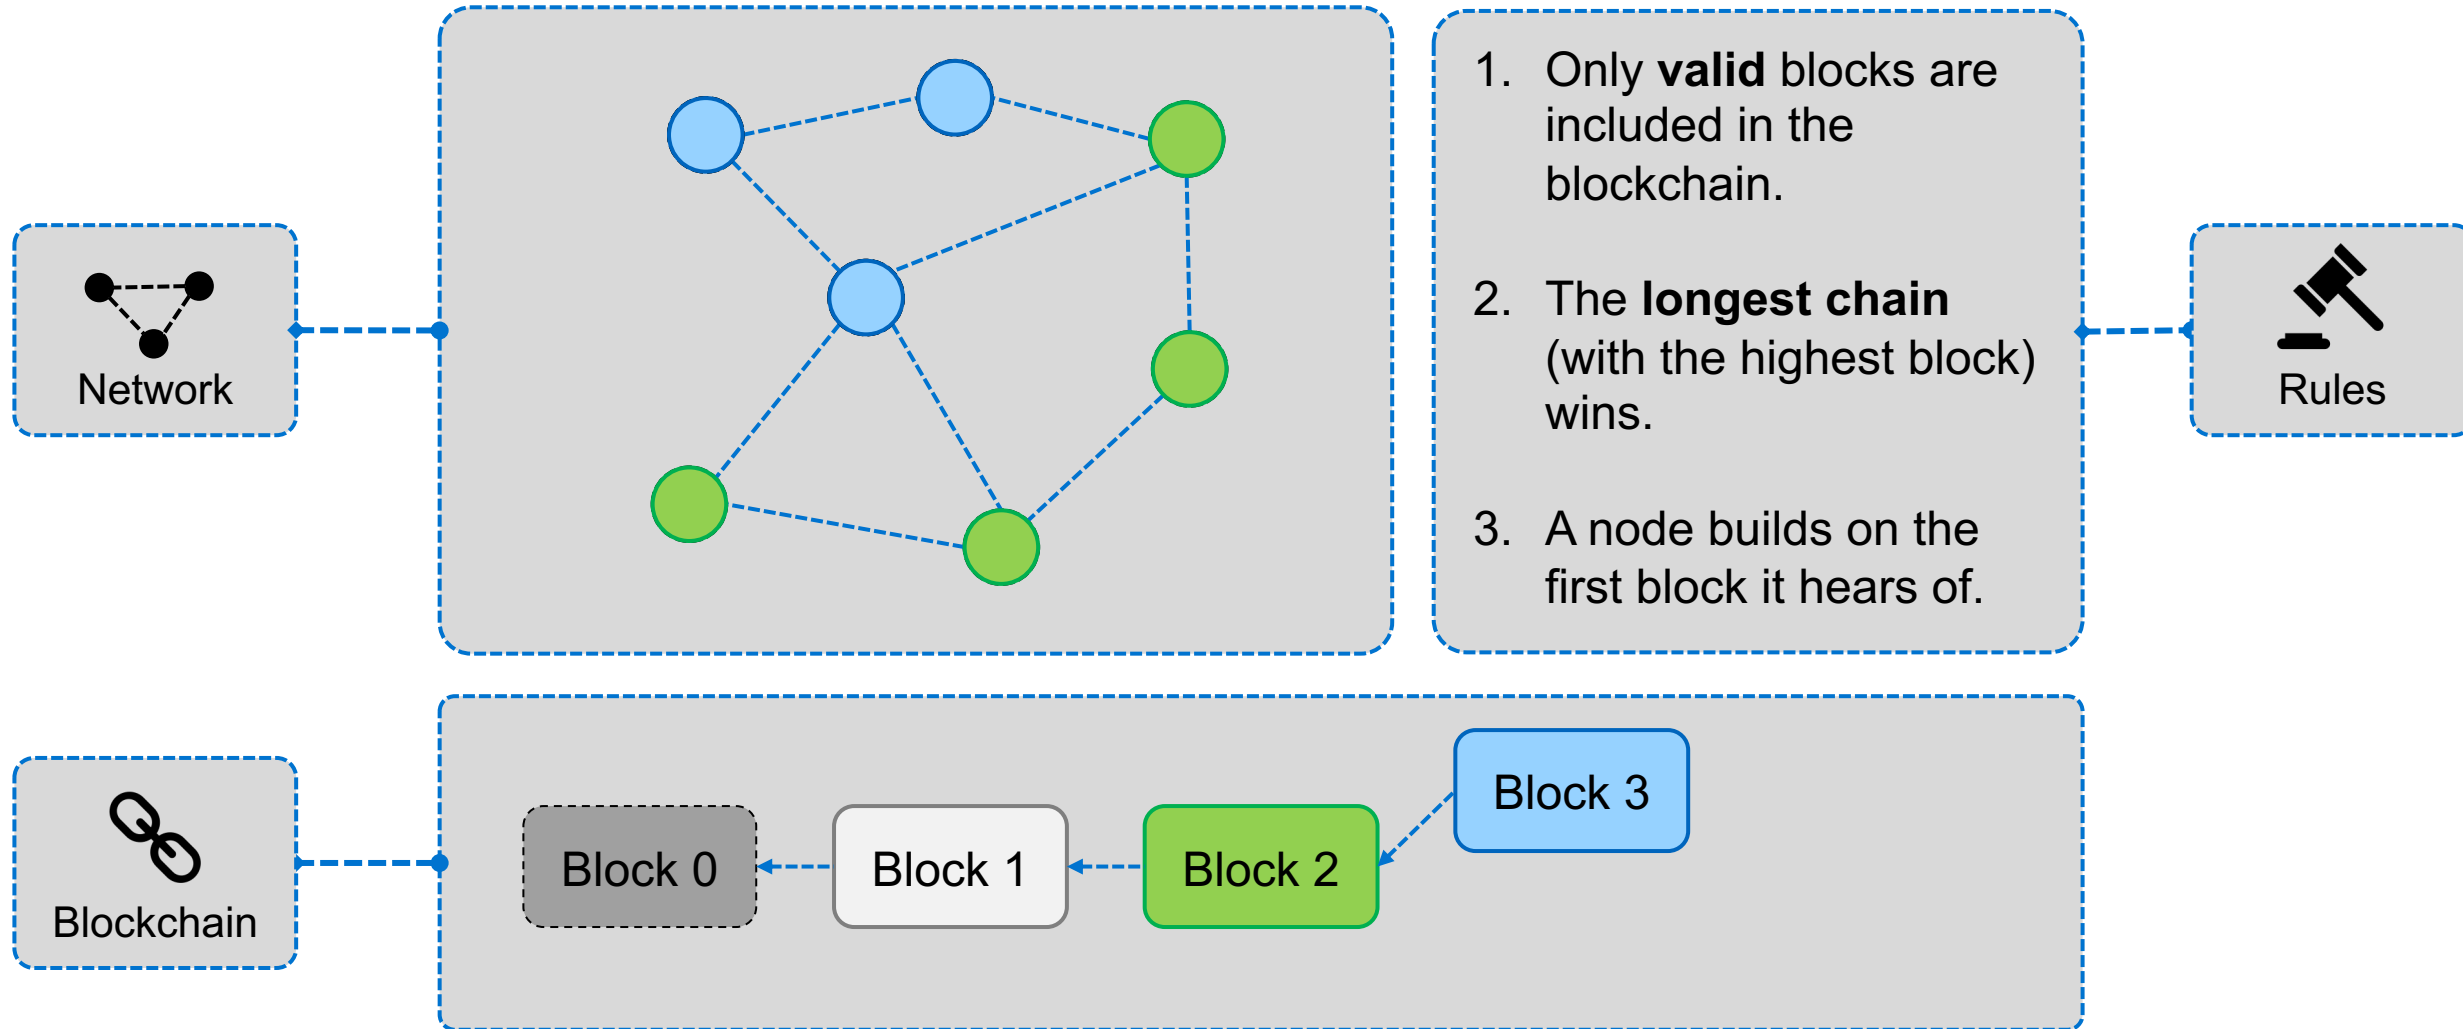 Network
1. Only valid blocks are
included in the
blockchain.
2. The longest chain
(with the highest block)
wins.
3. A node builds on the
first block it hears of.
Rules
Blockchain
Block 0
Block 1
Block 2
Block 3